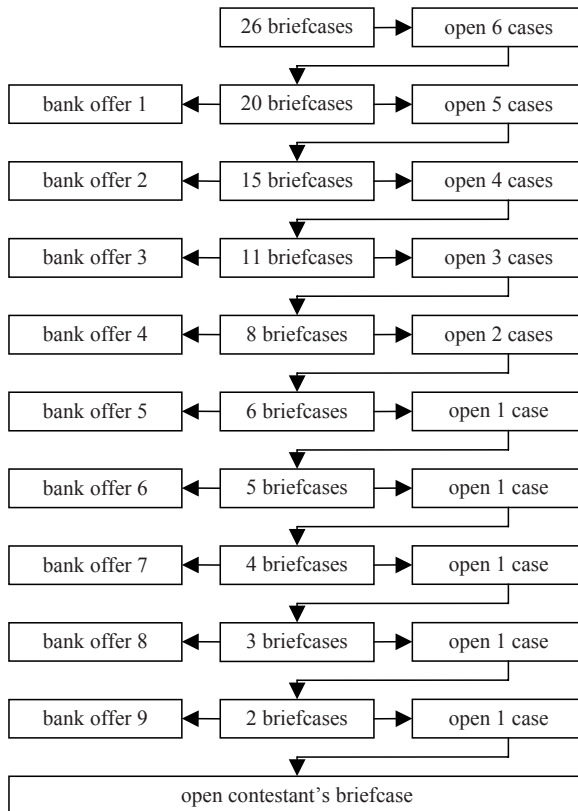 26 briefcases open 6 cases
bank offer 1 20 briefcases open 5 cases
bank offer 2 15 briefcases open 4 cases
bank offer 3 11 briefcases open 3 cases
bank offer 4 8 briefcases open 2 cases
bank offer 5 6 briefcases open 1 case
bank offer 6 5 briefcases open 1 case
bank offer 7 4 briefcases open 1 case
bank offer 8 3 briefcases open 1 case
bank offer 9 2 briefcases open 1 case
open contestant’s briefcase